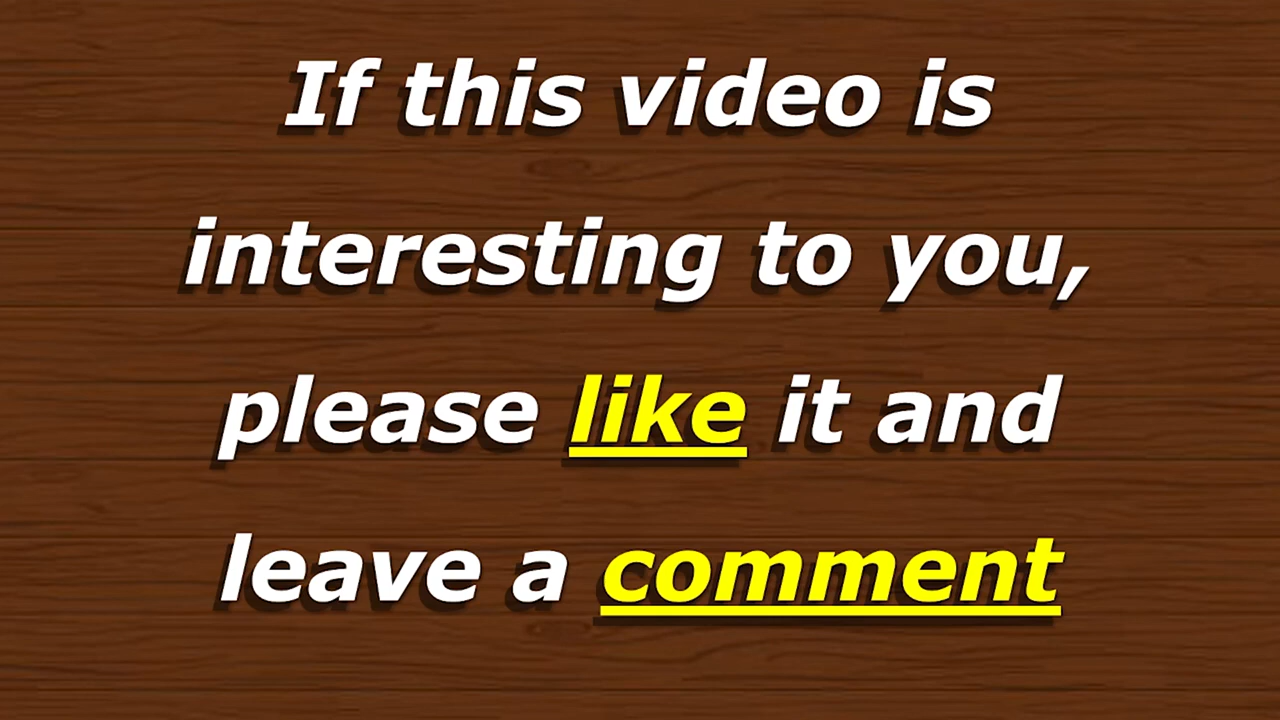 If this video is
interesting to you,
please like it and
leave a comment